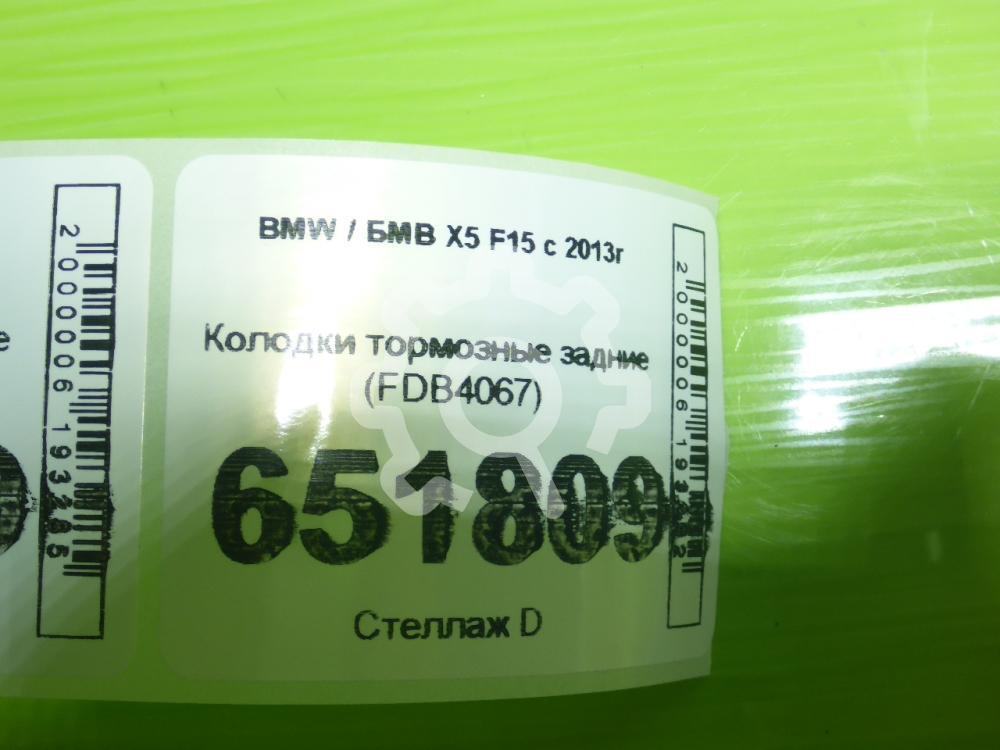 BMW / БМВ X5 F15 с 2013г
Колодки тормозные задние
(FDB4067)
651809
Стеллаж D
е